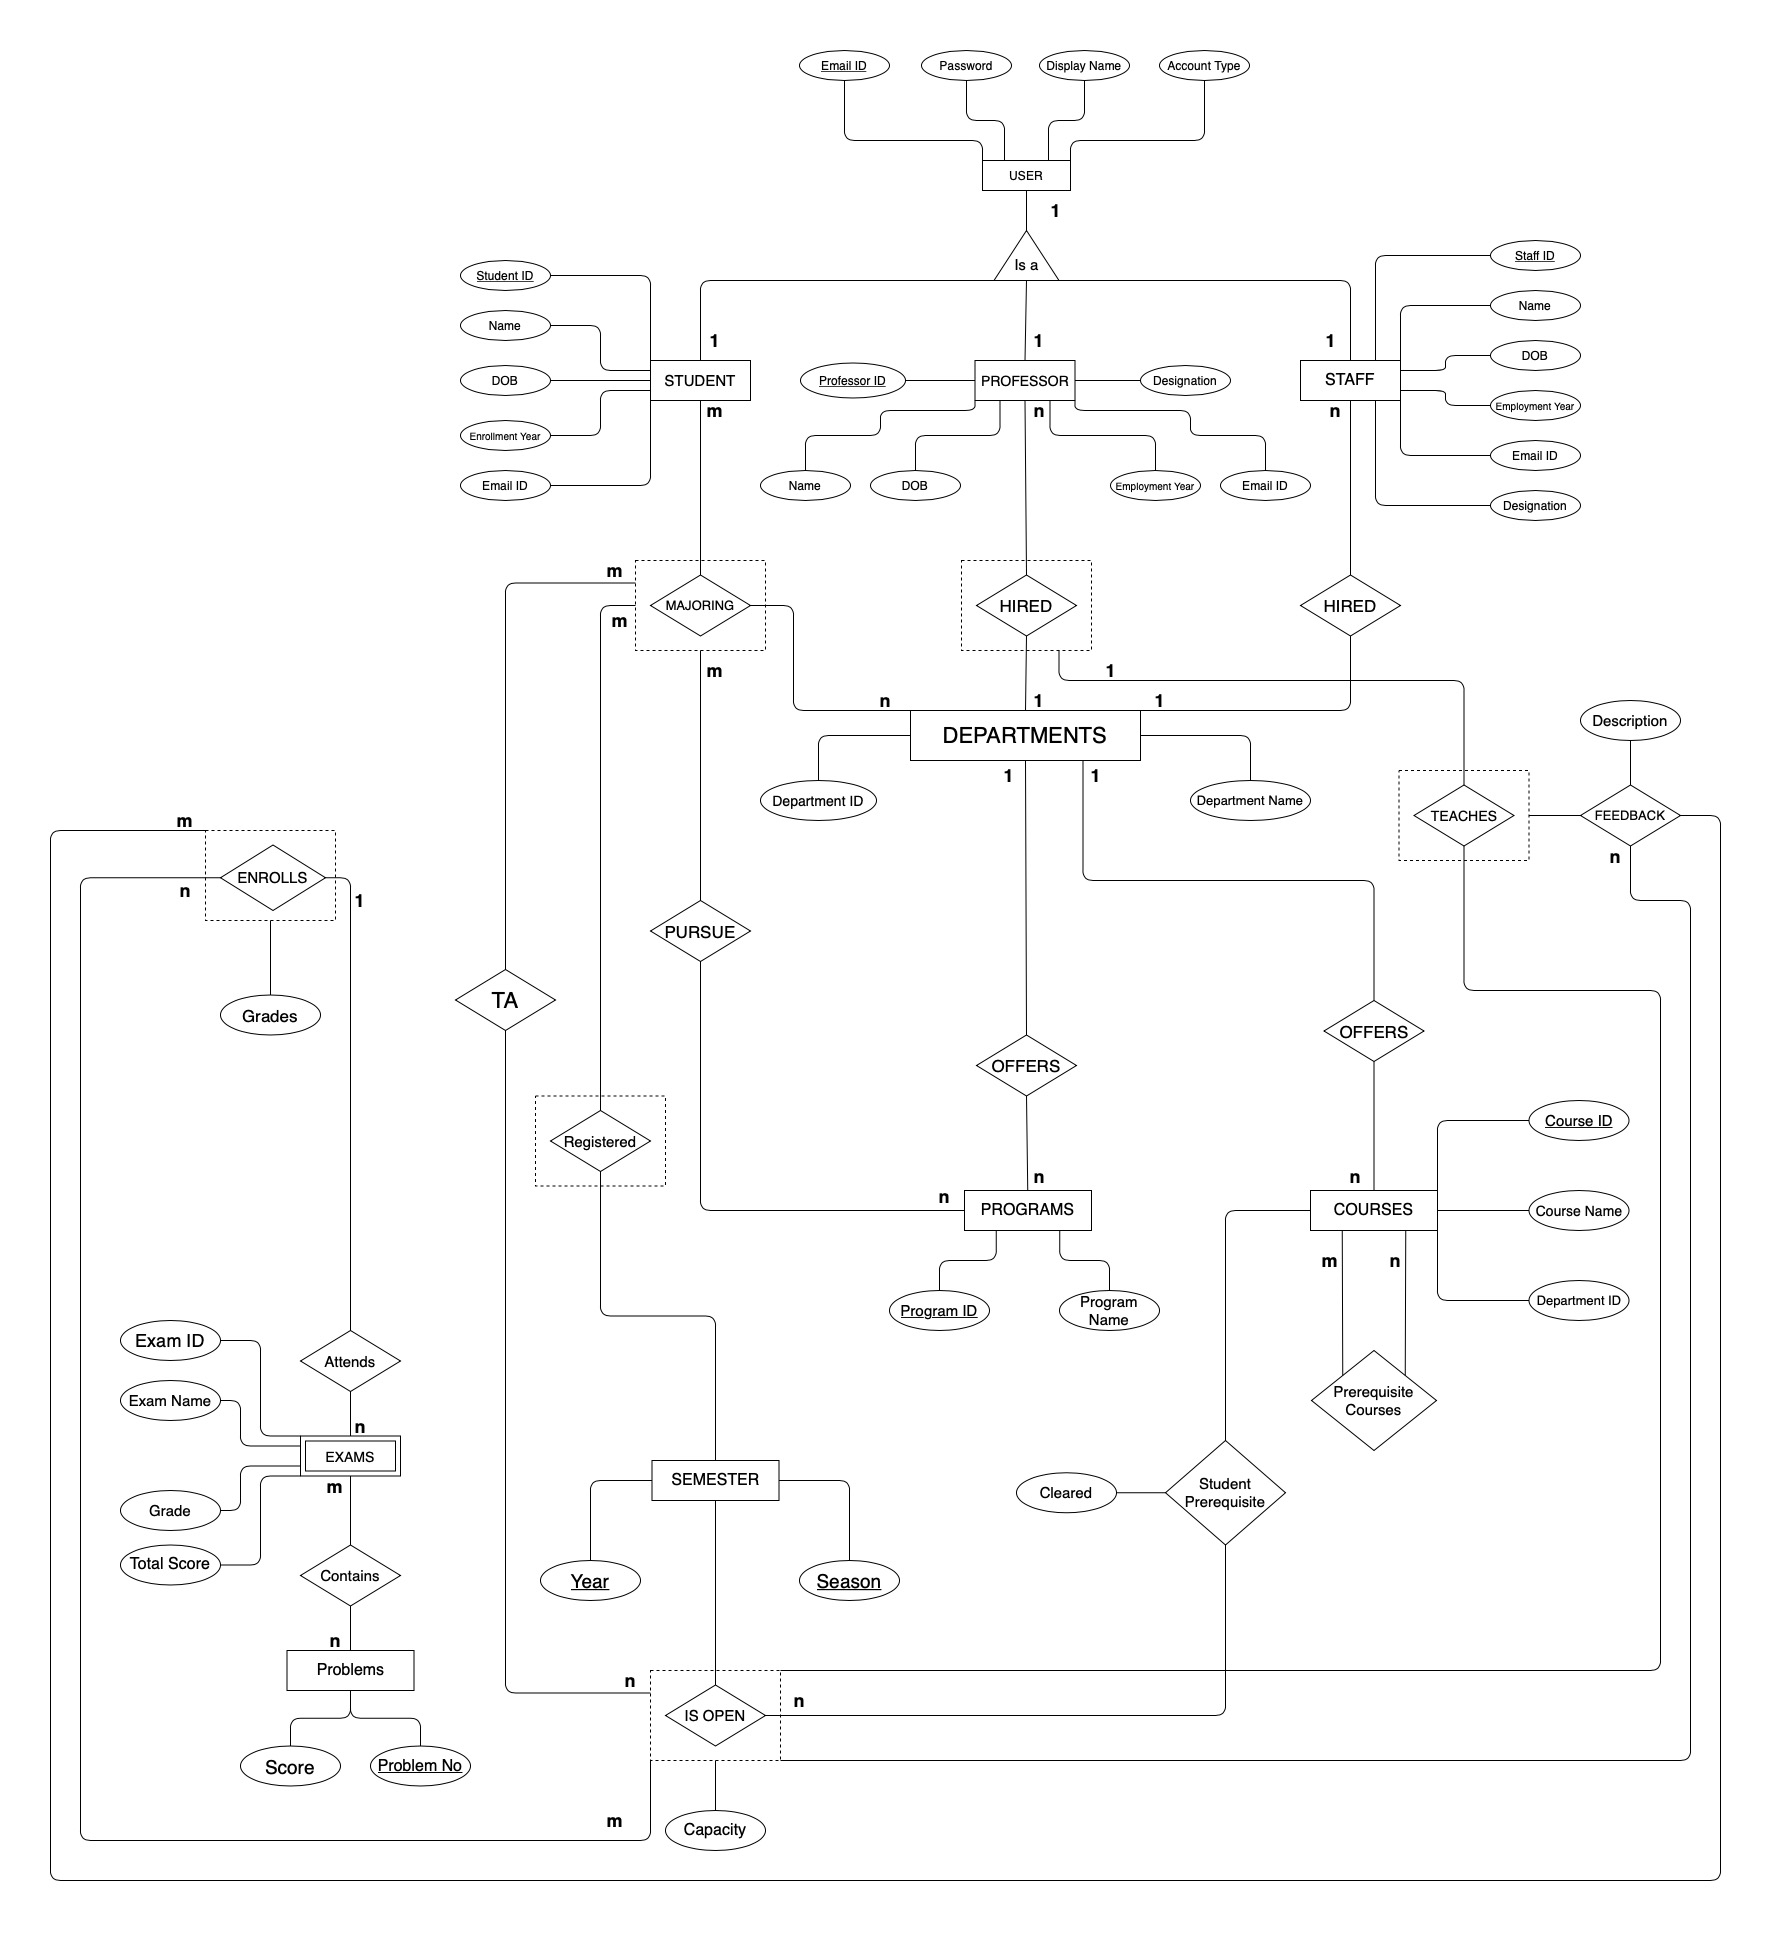 Email ID
Password
Display Name
Account Type
USER
1
Is a
Student ID
Name
DOB
Enrollment Year
Email ID
1
STUDENT
m
1
Professor ID
PROFESSOR
Designation
n
Name
DOB
Employment Year
Email ID
1
STAFF
n
Staff ID
Name
DOB
Employment Year
Email ID
Designation
m
m
MAJORING
m
HIRED
HIRED
1
n
1
1
DEPARTMENTS
1
1
Department ID
Department Name
Description
TEACHES
FEEDBACK
n
m
ENROLLS
n
1
Grades
PURSUE
TA
OFFERS
OFFERS
Registered
n
n
PROGRAMS
Program ID
Program
Name
n
COURSES
m
n
Course ID
Course Name
Department ID
Prerequisite
Courses
Exam ID
Exam Name
Grade
Total Score
Attends
n
EXAMS
m
Contains
n
Problems
Score
Problem No
SEMESTER
Year
Season
Cleared
Student
Prerequisite
n
IS OPEN
n
m
Capacity